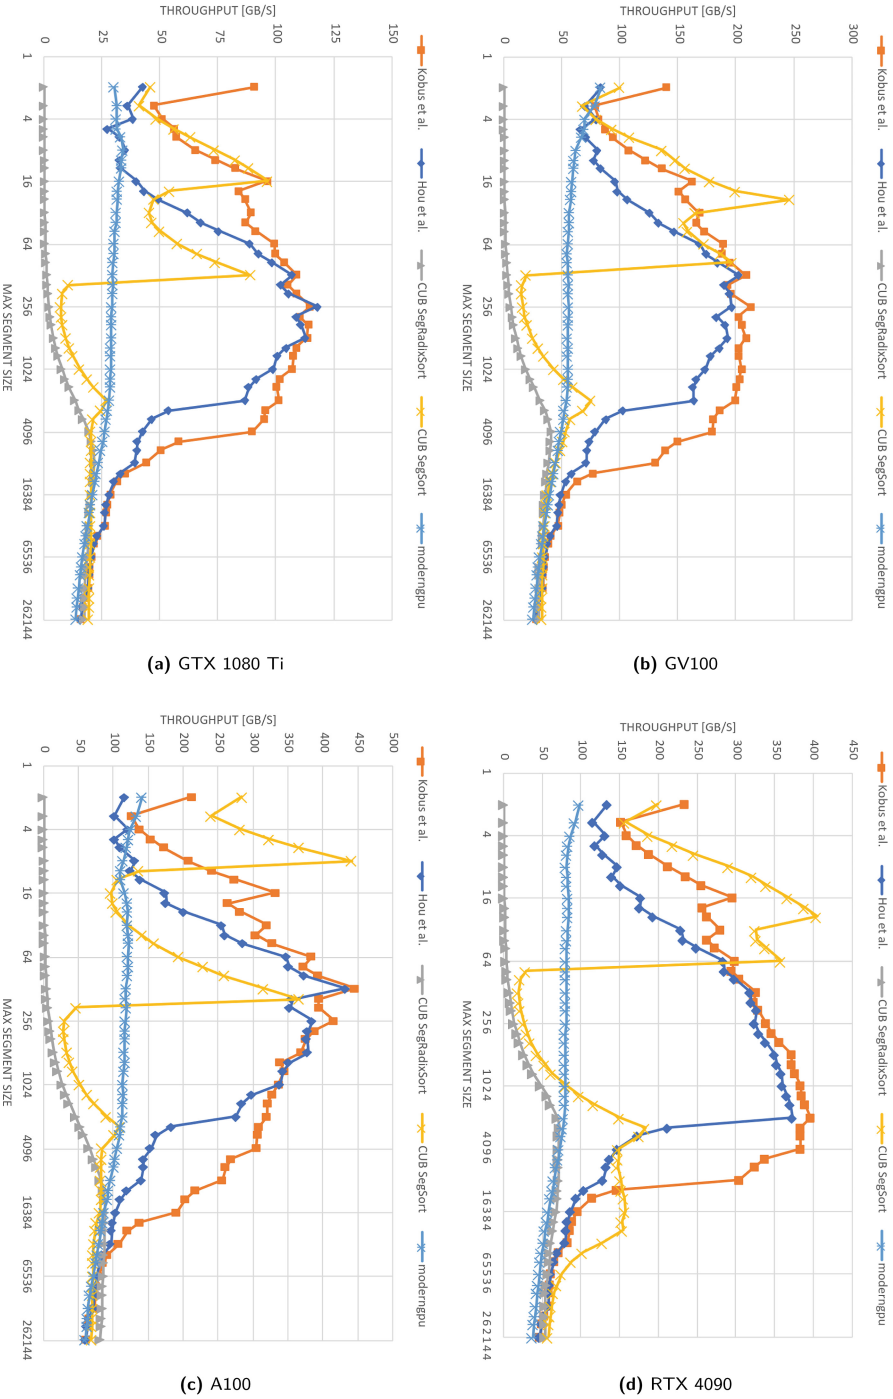 THROUGHPUT [GB/S]
0 25 50 75 100 125 150
1 4 16 64 256 1024 4096 16384 65536 262144
MAX SEGMENT SIZE
Kobus et al. Hou et al. CUB SegRadixSort CUB SegSort moderngpu
(a) GTX 1080 Ti
THROUGHPUT [GB/S]
0 50 100 150 200 250 300
1 4 16 64 256 1024 4096 16384 65536 262144
MAX SEGMENT SIZE
Kobus et al. Hou et al. CUB SegRadixSort CUB SegSort moderngpu
(b) GV100
THROUGHPUT [GB/S]
0 50 100 150 200 250 300 350 400 450 500
1 4 16 64 256 1024 4096 16384 65536 262144
MAX SEGMENT SIZE
Kobus et al. Hou et al. CUB SegRadixSort CUB SegSort moderngpu
(c) A100
THROUGHPUT [GB/S]
0 50 100 150 200 250 300 350 400 450
1 4 16 64 256 1024 4096 16384 65536 262144
MAX SEGMENT SIZE
Kobus et al. Hou et al. CUB SegRadixSort CUB SegSort moderngpu
(d) RTX 4090